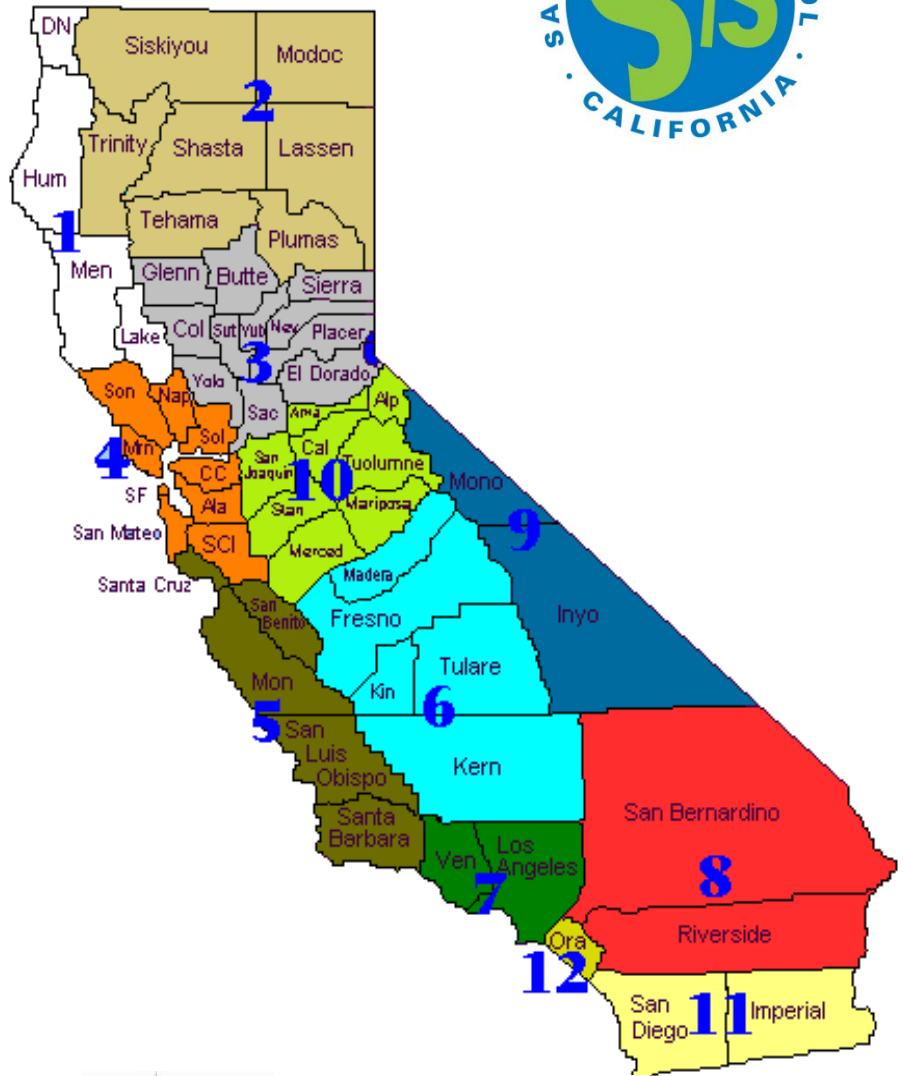 SA
S
OL
· CALIFORNIA ·
DN
Siskiyou
Modoc
2
Trinity
Shasta
Lassen
Hum
1
Tehama
Plumas
Men
Glenn
Butte
Sierra
Lake
Col
Sut
Yub
Nev
Placer
3
Yolo
El Dorado
Son
Nap
Sac
Ama
Alp
Sol
Mrn
4
CC
San
Joaquin
Cal
10
Tuolumne
Mono
SF
Ala
Stan
Mariposa
9
San Mateo
SCl
Merced
Santa Cruz
Madera
San
Benito
Fresno
Inyo
Mon
Kin
Tulare
6
5
San
Luis
Obispo
Kern
Santa
Barbara
San Bernardino
Ven
Los
Angeles
7
8
Ora
12
Riverside
San
Diego
11
Imperial